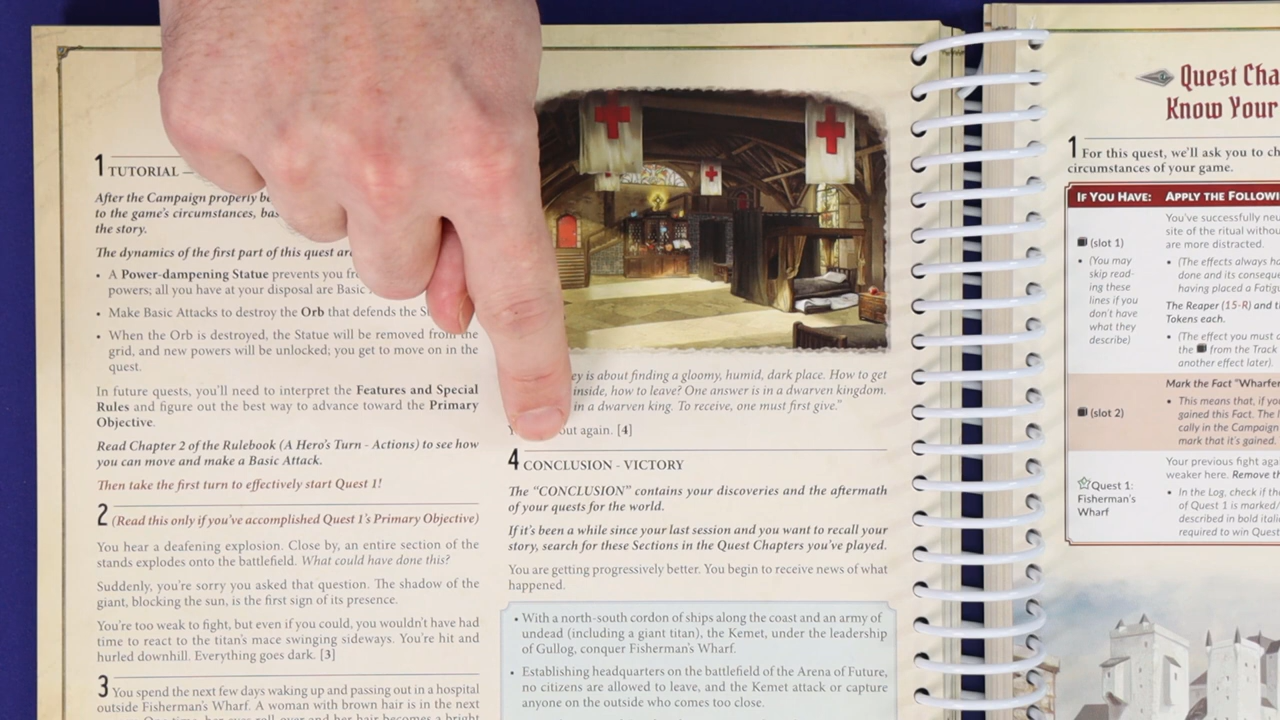 1 TUTORIAL —
After the Campaign properly
to the game's circumstances,
the story.
The dynamics of the first part of this quest
• A Power-dampening Statue prevents you
powers; all you have at your disposal are Basic
• Make Basic Attacks to destroy the Orb that defends the
• When the Orb is destroyed, the Statue will be removed from the
grid, and new powers will be unlocked; you get to move on in the
quest.
In future quests, you'll need to interpret the Features and Special
Rules and figure out the best way to advance toward the Primary
Objective.
Read Chapter 2 of the Rulebook (A Hero's Turn - Actions) to see how
you can move and make a Basic Attack.
Then take the first turn to effectively start Quest 1!
2 (Read this only if you've accomplished Quest 1's Primary Objective)
You hear a deafening explosion. Close by, an entire section of the
stands explodes onto the battlefield. What could have done this?
Suddenly, you're sorry you asked that question. The shadow of the
giant, blocking the sun, is the first sign of its presence.
You're too weak to fight, but even if you could, you wouldn't have had
time to react to the titan's mace swinging sideways. You're hit and
hurled downhill. Everything goes dark. [3]
3 You spend the next few days waking up and passing out in a hospital
outside Fisherman's Wharf. A woman with brown hair is in the next
is about finding a gloomy, humid, dark place. How to get
inside, how to leave? One answer is in a dwarven kingdom.
in a dwarven king. To receive, one must first give."
out again. [4]
4 CONCLUSION - VICTORY
The "CONCLUSION" contains your discoveries and the aftermath
of your quests for the world.
If it's been a while since your last session and you want to recall your
story, search for these Sections in the Quest Chapters you've played.
You are getting progressively better. You begin to receive news of what
happened.
• With a north-south cordon of ships along the coast and an army of
undead (including a giant titan), the Kemet, under the leadership
of Gullog, conquer Fisherman's Wharf.
• Establishing headquarters on the battlefield of the Arena of Future,
no citizens are allowed to leave, and the Kemet attack or capture
anyone on the outside who comes too close.
Quest
Know Your
1 For this quest, we'll ask you to
circumstances of your game.
IF YOU HAVE: APPLY THE
(slot 1)
• (You may
skip read-
ing these
lines if you
don't have
what they
describe)
You've successfully
site of the ritual
are more distracted.
• (The effects always
done and its
having placed a
The Reaper (15-R) and
Tokens each.
• (The effect you must
the from the Track
another effect later).
(slot 2)
Mark the Fact
• This means that, if
gained this Fact. The
cally in the Campaign
mark that it's gained.
Quest 1:
Fisherman's
Wharf
Your previous fight
weaker here. Remove
• In the Log, check if the
of Quest 1 is
described in bold
required to win